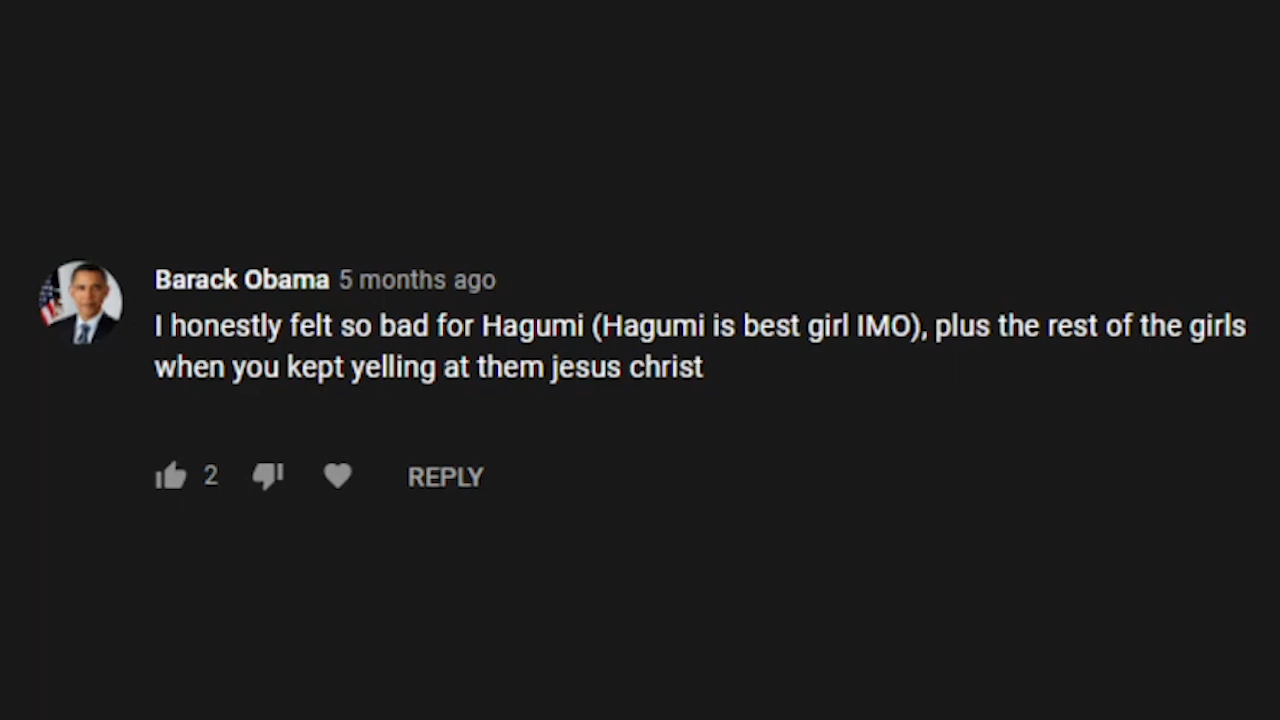 Barack Obama 5 months ago
I honestly felt so bad for Hagumi (Hagumi is best girl IMO), plus the rest of the girls
when you kept yelling at them jesus christ
2 REPLY